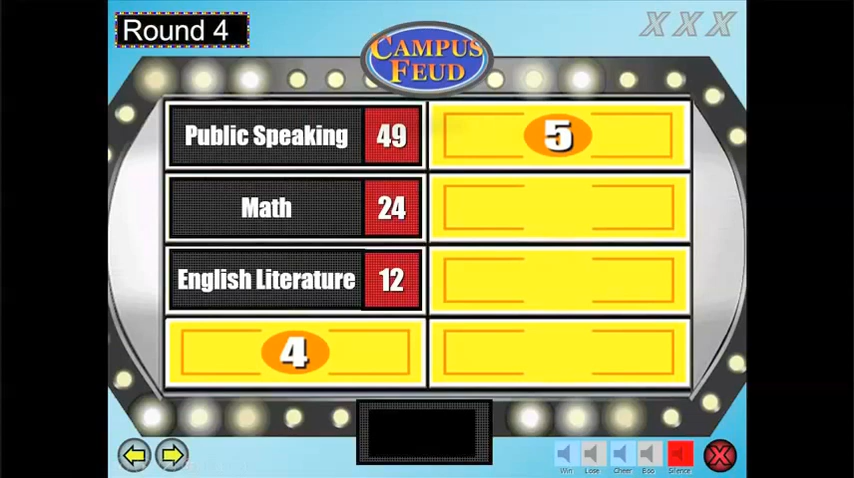 Round 4
X X X
CAMPUS
FEUD
Public Speaking 49
5
Math 24
English Literature 12
4
Win Lose Cheer Boo Silence
X